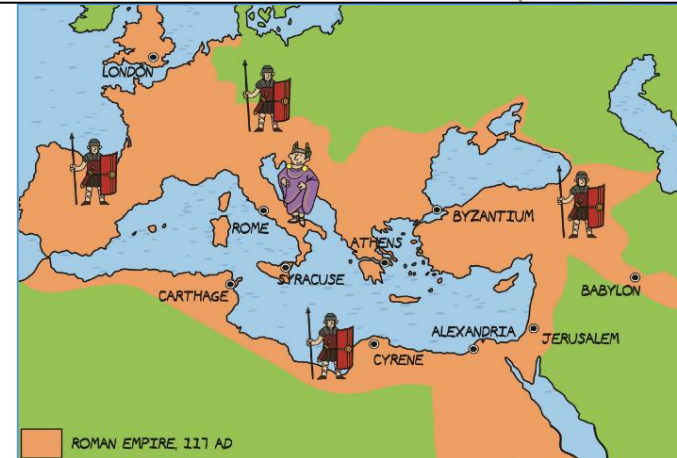 LONDON
ROME
BYZANTIUM
ATHENS
SYRACUSE
CARTHAGE
BABYLON
ALEXANDRIA
JERUSALEM
CYRENE
ROMAN EMPIRE, 117 AD